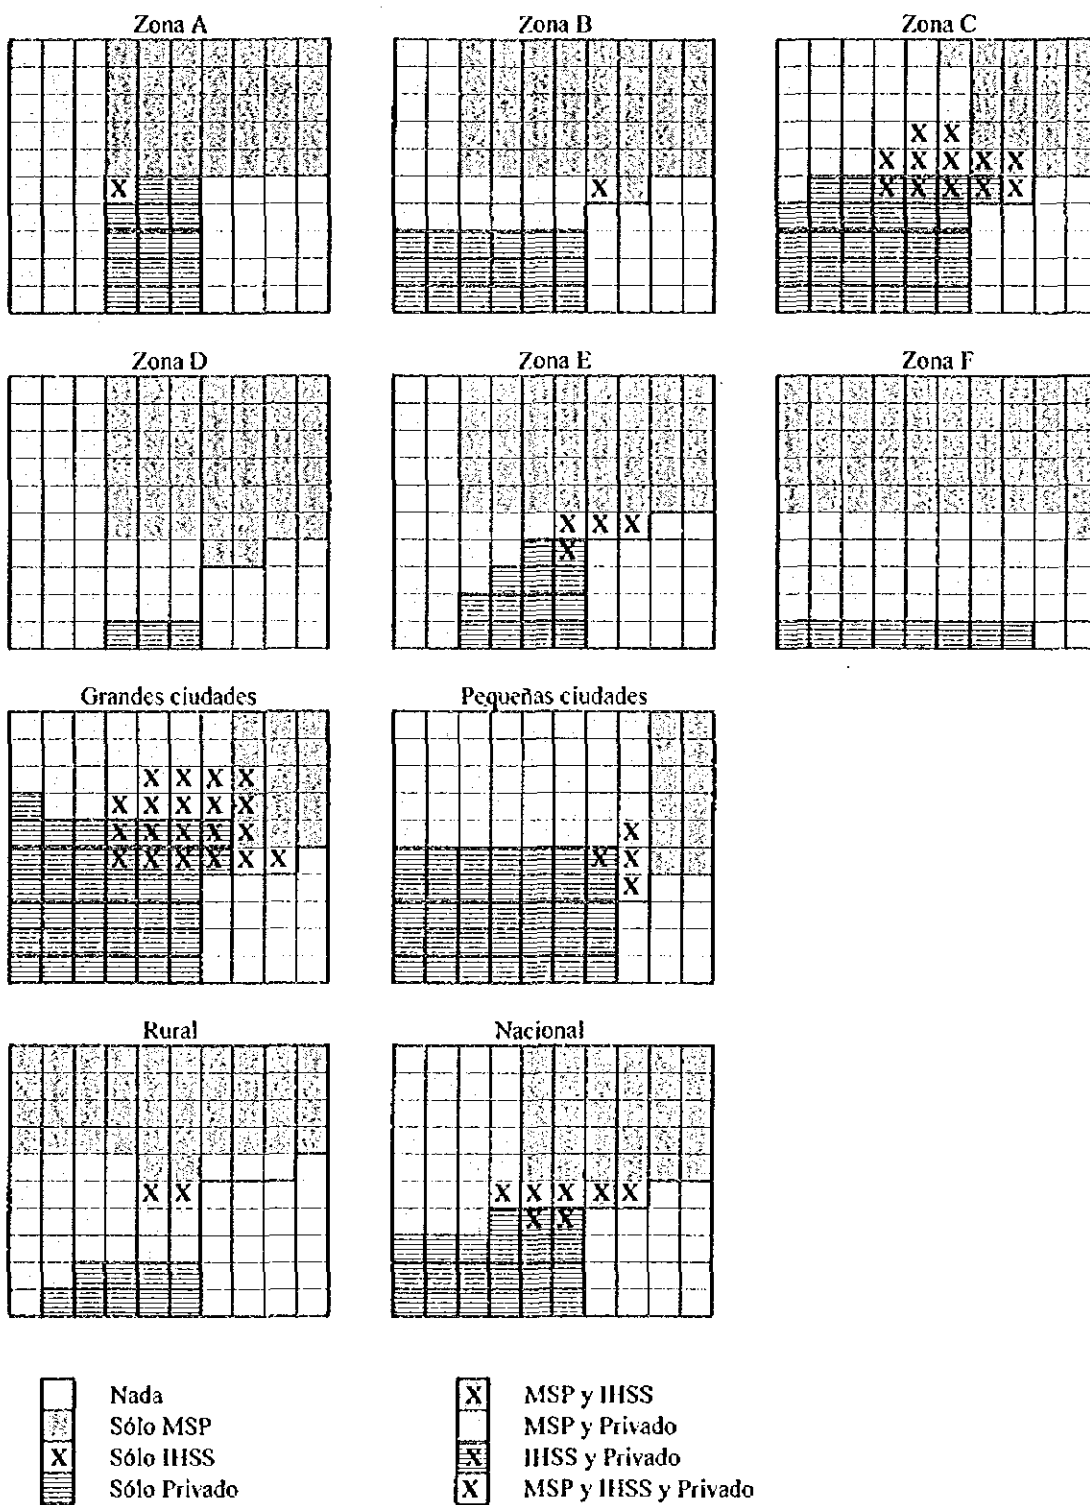 Zona A Zona B Zona C
X X X X
X X X X X
X X X X X X X
Zona D Zona E Zona F
X X X
X
Grandes ciudades Pequeñas ciudades
X X X X
X X X X X
X X X X X X
X X X X X X X X
X
Rural Nacional
X X X X X X X
X X
Nada X MSP y IHSS
Sólo MSP MSP y Privado
X Sólo IHSS X IHSS y Privado
Sólo Privado X MSP y IHSS y Privado